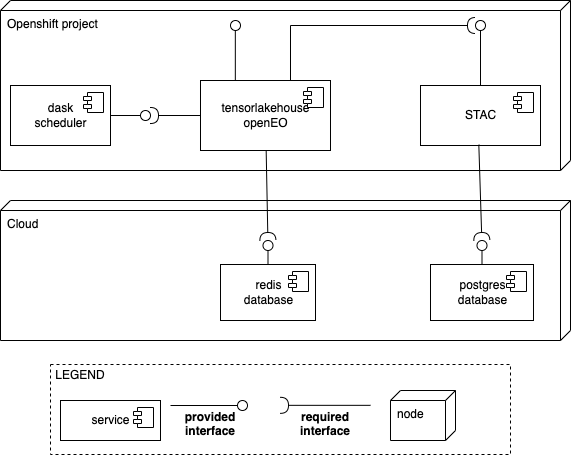 Openshift project
dask
scheduler
tensorlakehouse
openEO
STAC
Cloud
redis
database
postgres
database
LEGEND
service
provided
interface
required
interface
node